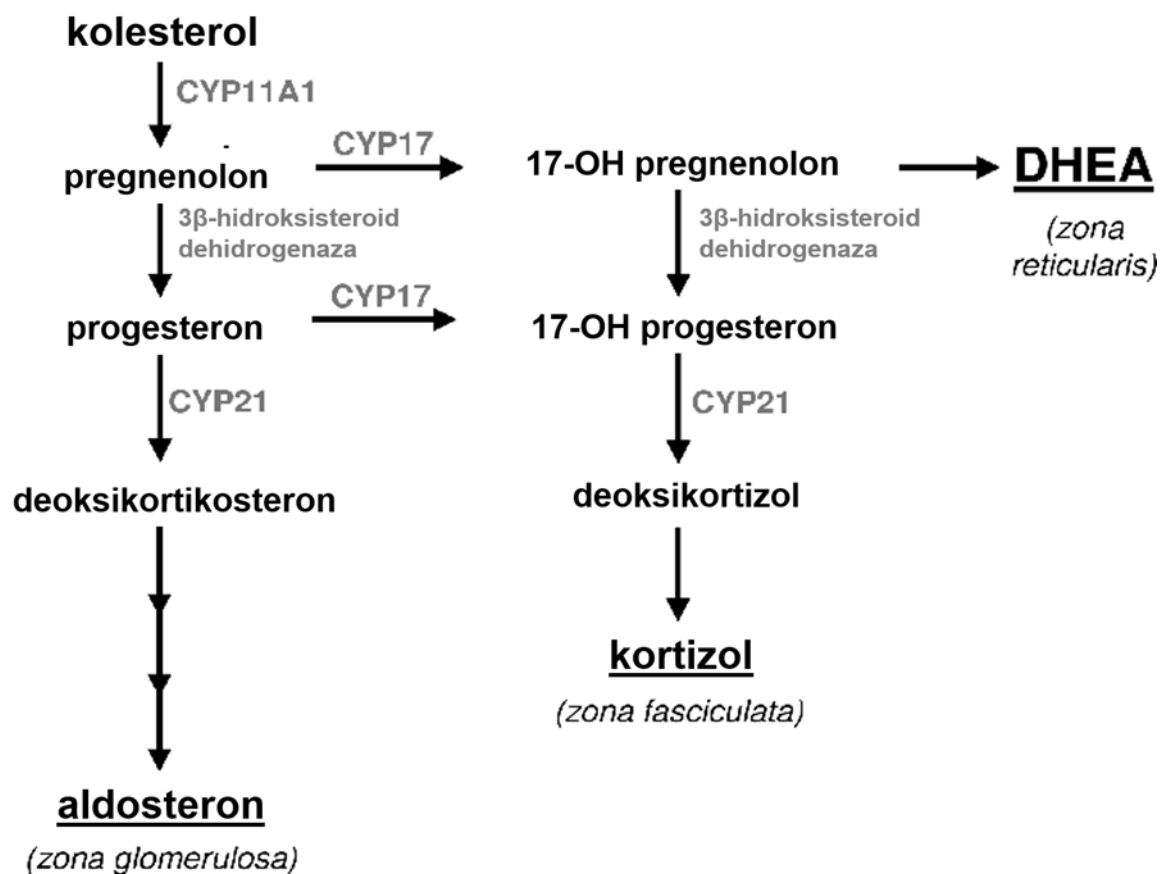 kolesterol
CYP11A1
CYP17
pregnenolon
17-OH pregnenolon
DHEA
3β-hidroksisteroid
dehidrogenaza
3β-hidroksisteroid
dehidrogenaza
(zona
reticularis)
CYP17
progesteron
17-OH progesteron
CYP21
CYP21
deoksikortikosteron
deoksikortizol
kortizol
(zona fasciculata)
aldosteron
(zona glomerulosa)